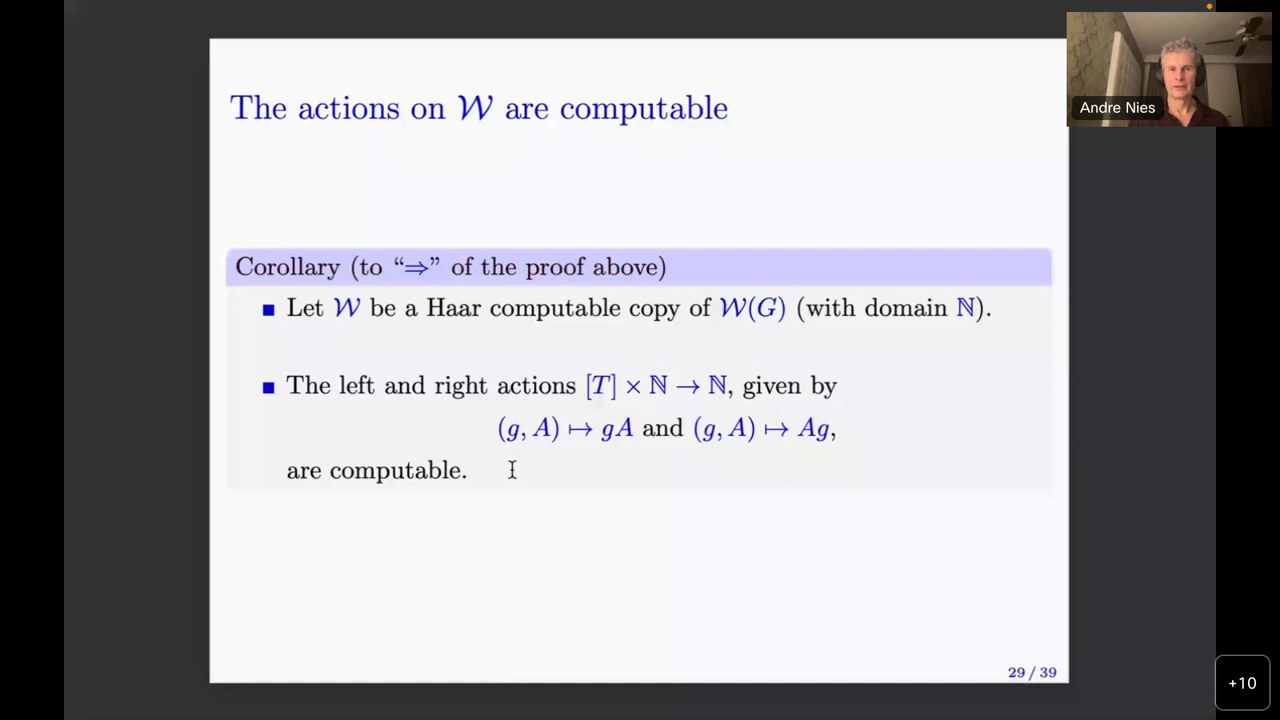 The actions on 𝒲 are computable
Andre Nies
Corollary (to “⇒” of the proof above)
■ Let 𝒲 be a Haar computable copy of 𝒲(G) (with domain ℕ).
■ The left and right actions [T] × ℕ → ℕ, given by
(g, A) ↦ gA and (g, A) ↦ Ag,
are computable.
29 / 39
+10